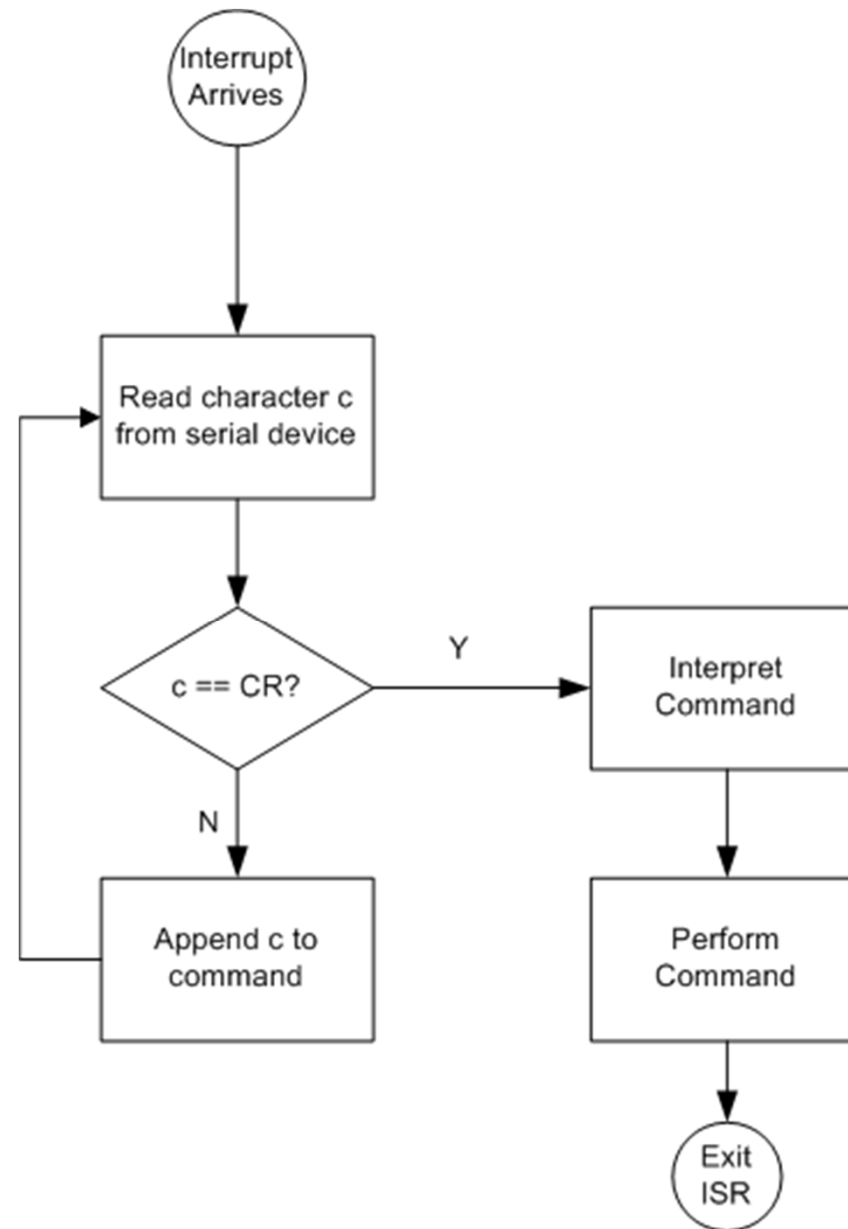 Interrupt
Arrives
Read character c
from serial device
c == CR?
Y
N
Interpret
Command
Append c to
command
Perform
Command
Exit
ISR